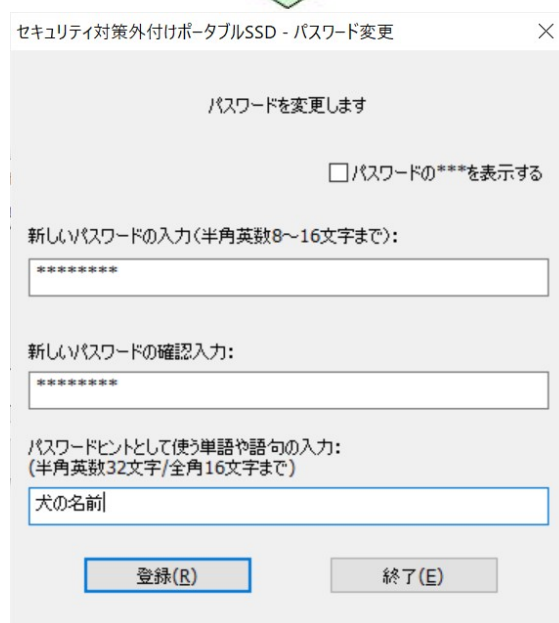 セキュリティ対策外付けポータブルSSD - パスワード変更
パスワードを変更します
パスワードの***を表示する
新しいパスワードの入力(半角英数8～16文字まで):
********
新しいパスワードの確認入力:
********
パスワードヒントとして使う単語や語句の入力:
(半角英数32文字/全角16文字まで)
犬の名前
登録(R)
終了(E)